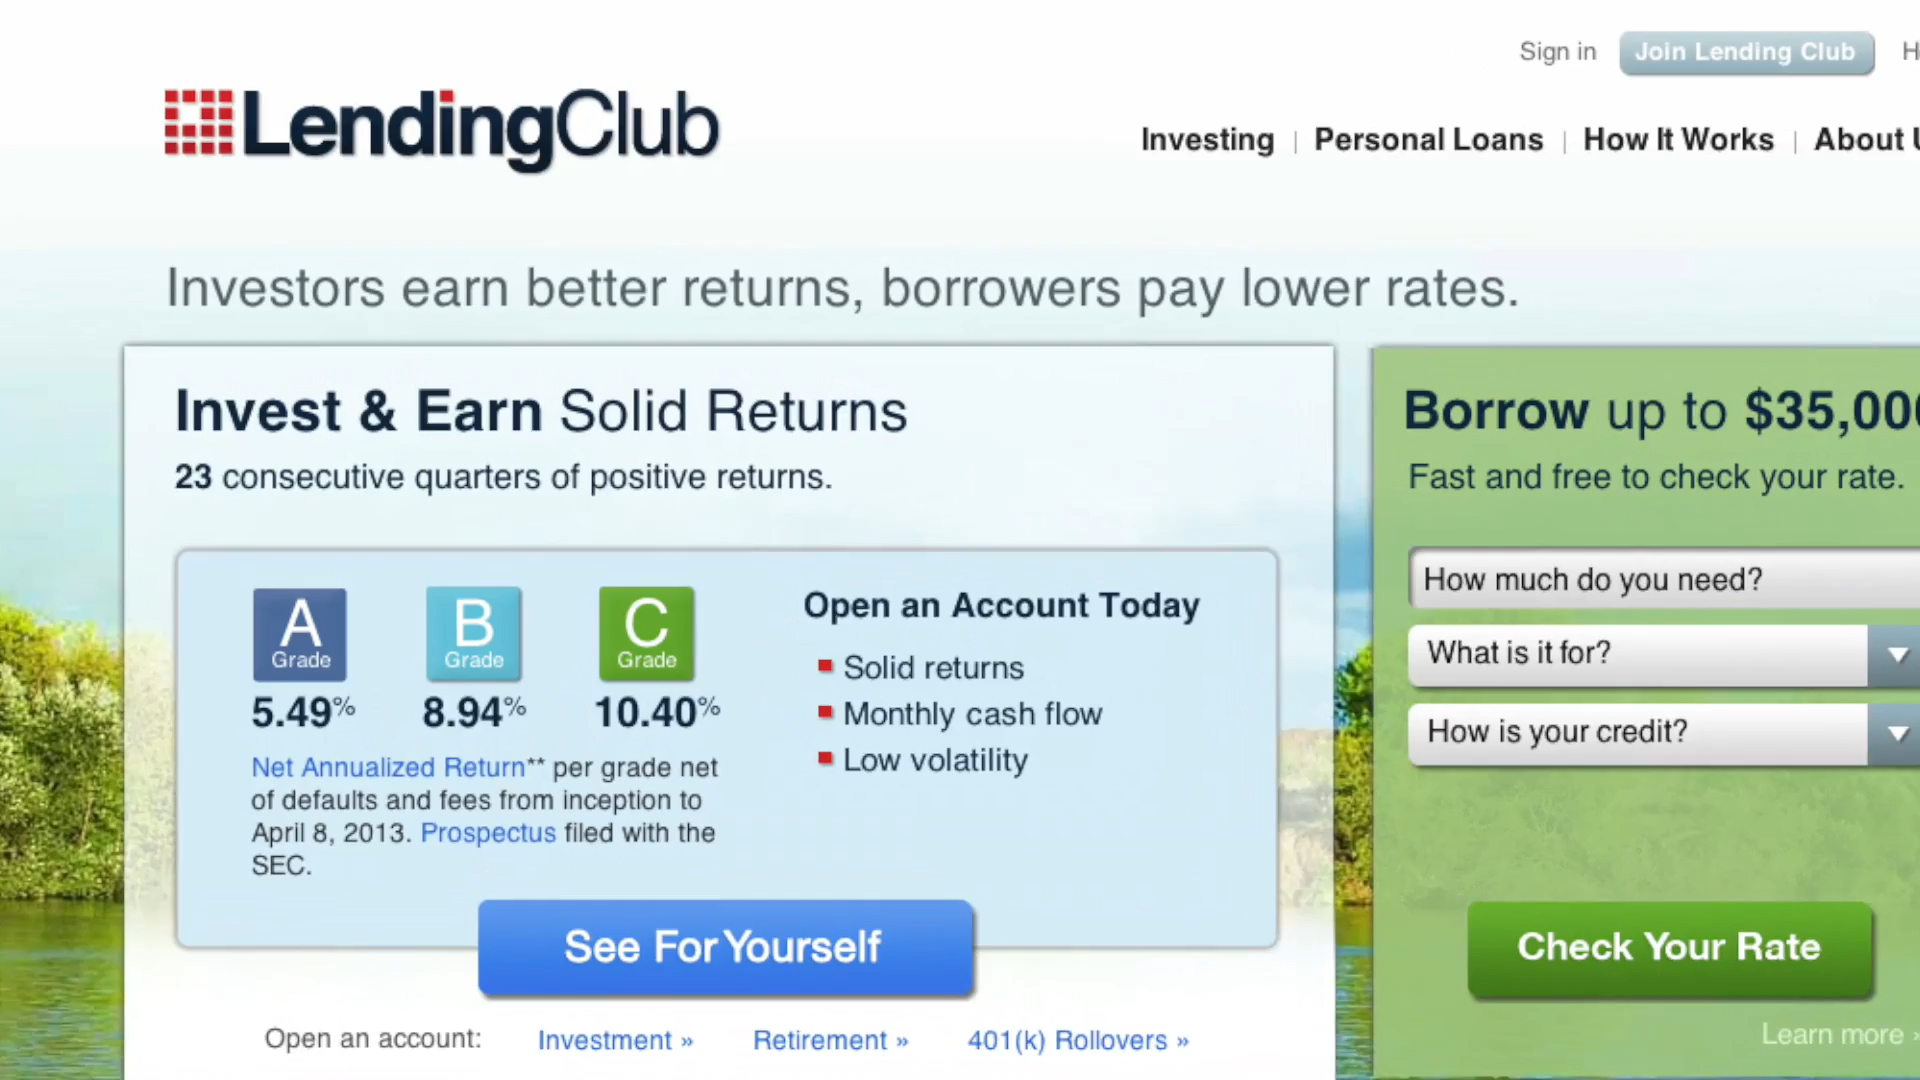 Sign in
Join Lending Club
LendingClub
Investing | Personal Loans | How It Works | About
Investors earn better returns, borrowers pay lower rates.
Invest & Earn Solid Returns
23 consecutive quarters of positive returns.
A
Grade
5.49%
B
Grade
8.94%
C
Grade
10.40%
Net Annualized Return** per grade net
of defaults and fees from inception to
April 8, 2013. Prospectus filed with the
SEC.
Open an Account Today
Solid returns
Monthly cash flow
Low volatility
See For Yourself
Open an account: Investment » Retirement » 401(k) Rollovers »
Borrow up to $35,00
Fast and free to check your rate.
How much do you need?
What is it for?
How is your credit?
Check Your Rate
Learn more »